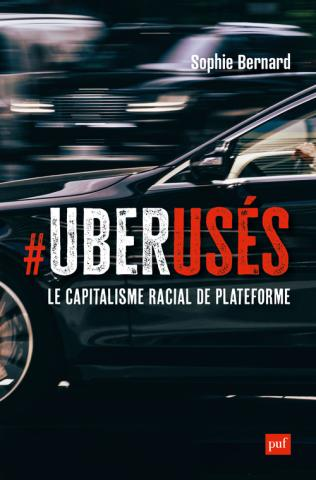 Sophie Bernard
#UBERUSÉS
LE CAPITALISME RACIAL DE PLATEFORME
puf